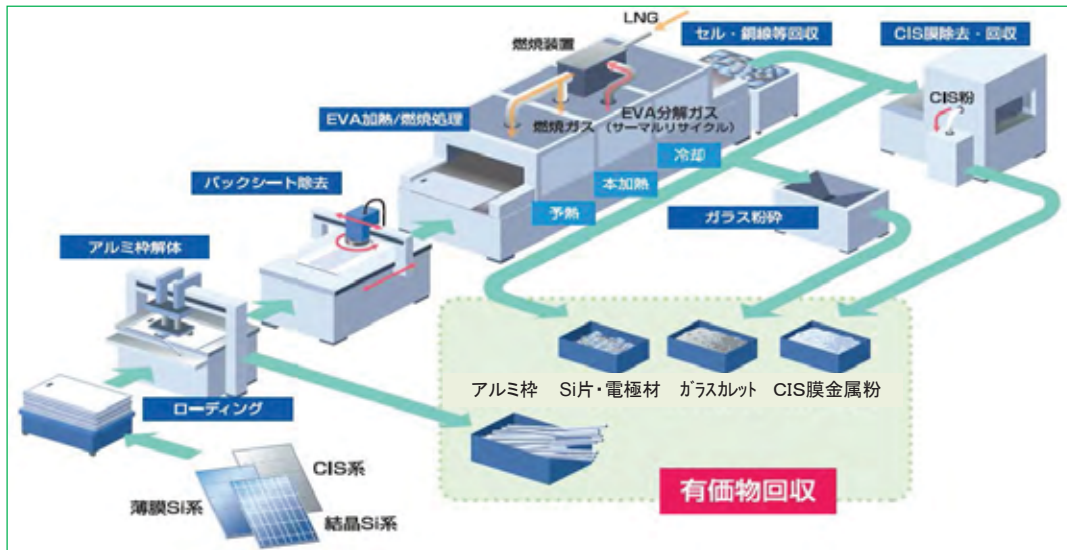 LNG
燃焼装置
セル・銅線等回収
CIS膜除去・回収
CIS粉
EVA加熱/燃焼処理
燃焼ガス
EVA分解ガス
(サーマルリサイクル)
冷却
本加熱
予熱
バックシート除去
ガラス粉砕
アルミ枠解体
ローディング
アルミ枠
Si片・電極材
ガラスカレット
CIS膜金属粉
有価物回収
CIS系
薄膜Si系
結晶Si系